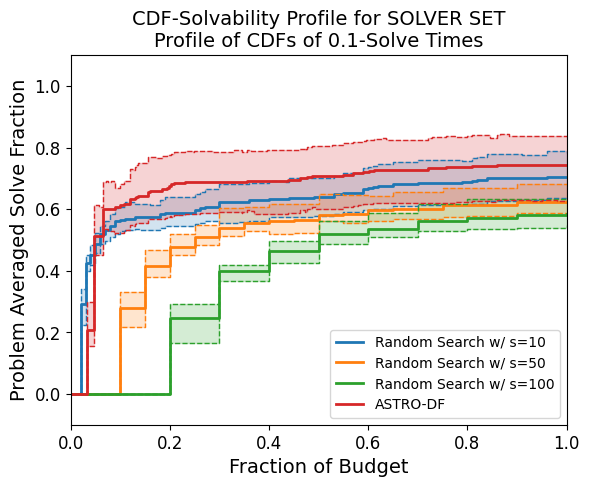 CDF-Solvability Profile for SOLVER SET
Profile of CDFs of 0.1-Solve Times
Problem Averaged Solve Fraction
1.0
0.8
0.6
0.4
0.2
0.0
Random Search w/ s=10
Random Search w/ s=50
Random Search w/ s=100
ASTRO-DF
0.0 0.2 0.4 0.6 0.8 1.0
Fraction of Budget